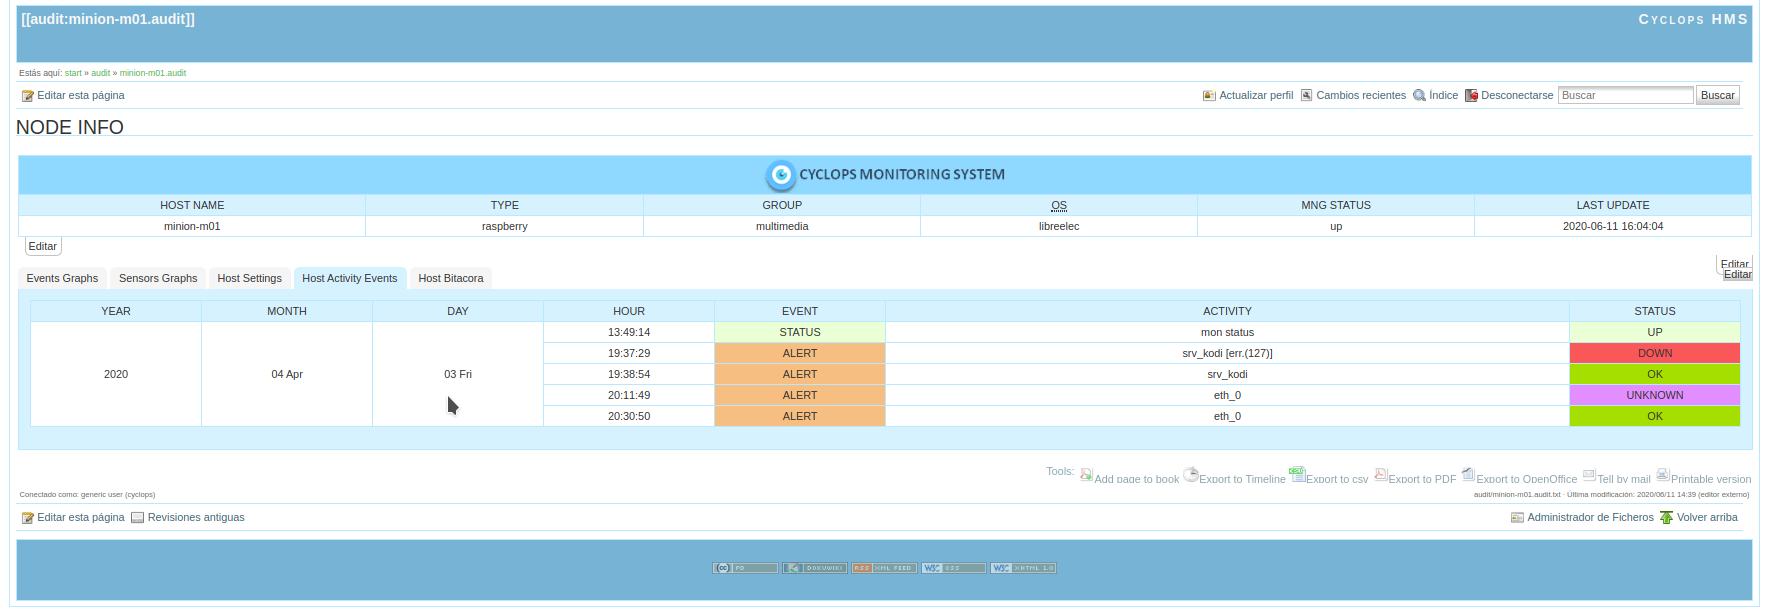 [[audit:minion-m01.audit]] Cyclops HMS
Estás aquí: start » audit » minion-m01.audit
Editar esta página Actualizar perfil Cambios recientes Índice Desconectarse Buscar Buscar
NODE INFO
CYCLOPS MONITORING SYSTEM
HOST NAME TYPE GROUP OS MNG STATUS LAST UPDATE
minion-m01 raspberry multimedia libreelec up 2020-06-11 16:04:04
Editar
Editar
Editar
Events Graphs Sensors Graphs Host Settings Host Activity Events Host Bitacora
YEAR MONTH DAY HOUR EVENT ACTIVITY STATUS
2020 04 Apr 03 Fri
13:49:14 STATUS mon status UP
19:37:29 ALERT srv_kodi [err.(127)] DOWN
19:38:54 ALERT srv_kodi OK
20:11:49 ALERT eth_0 UNKNOWN
20:30:50 ALERT eth_0 OK
Tools: Add page to book Export to Timeline Export to csv Export to PDF Export to OpenOffice Tell by mail Printable version
Conectado como: generic user (cyclops) audit/minion-m01.audit.txt · Última modificación: 2020/06/11 14:39 (editor externo)
Editar esta página Revisiones antiguas Administrador de Ficheros Volver arriba
cc PD DOKUWIKI RSS XML FEED W3C CSS W3C XHTML 1.0